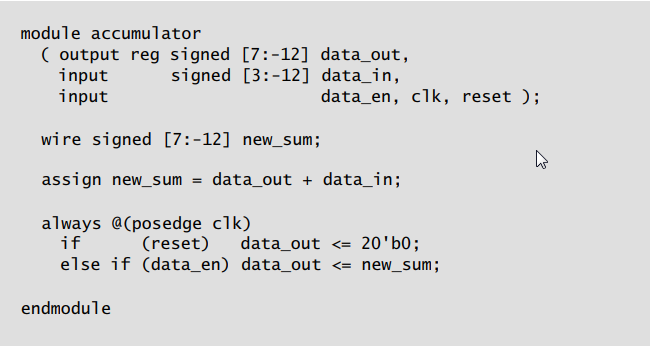 module accumulator
( output reg signed [7:-12] data_out,
input signed [3:-12] data_in,
input data_en, clk, reset );
wire signed [7:-12] new_sum;
assign new_sum = data_out + data_in;
always @(posedge clk)
if (reset) data_out <= 20'b0;
else if (data_en) data_out <= new_sum;
endmodule